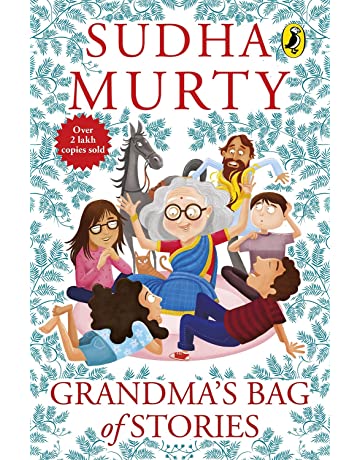 SUDHA
MURTY
Over
2 lakh
copies sold
GRANDMA'S BAG
of STORIES